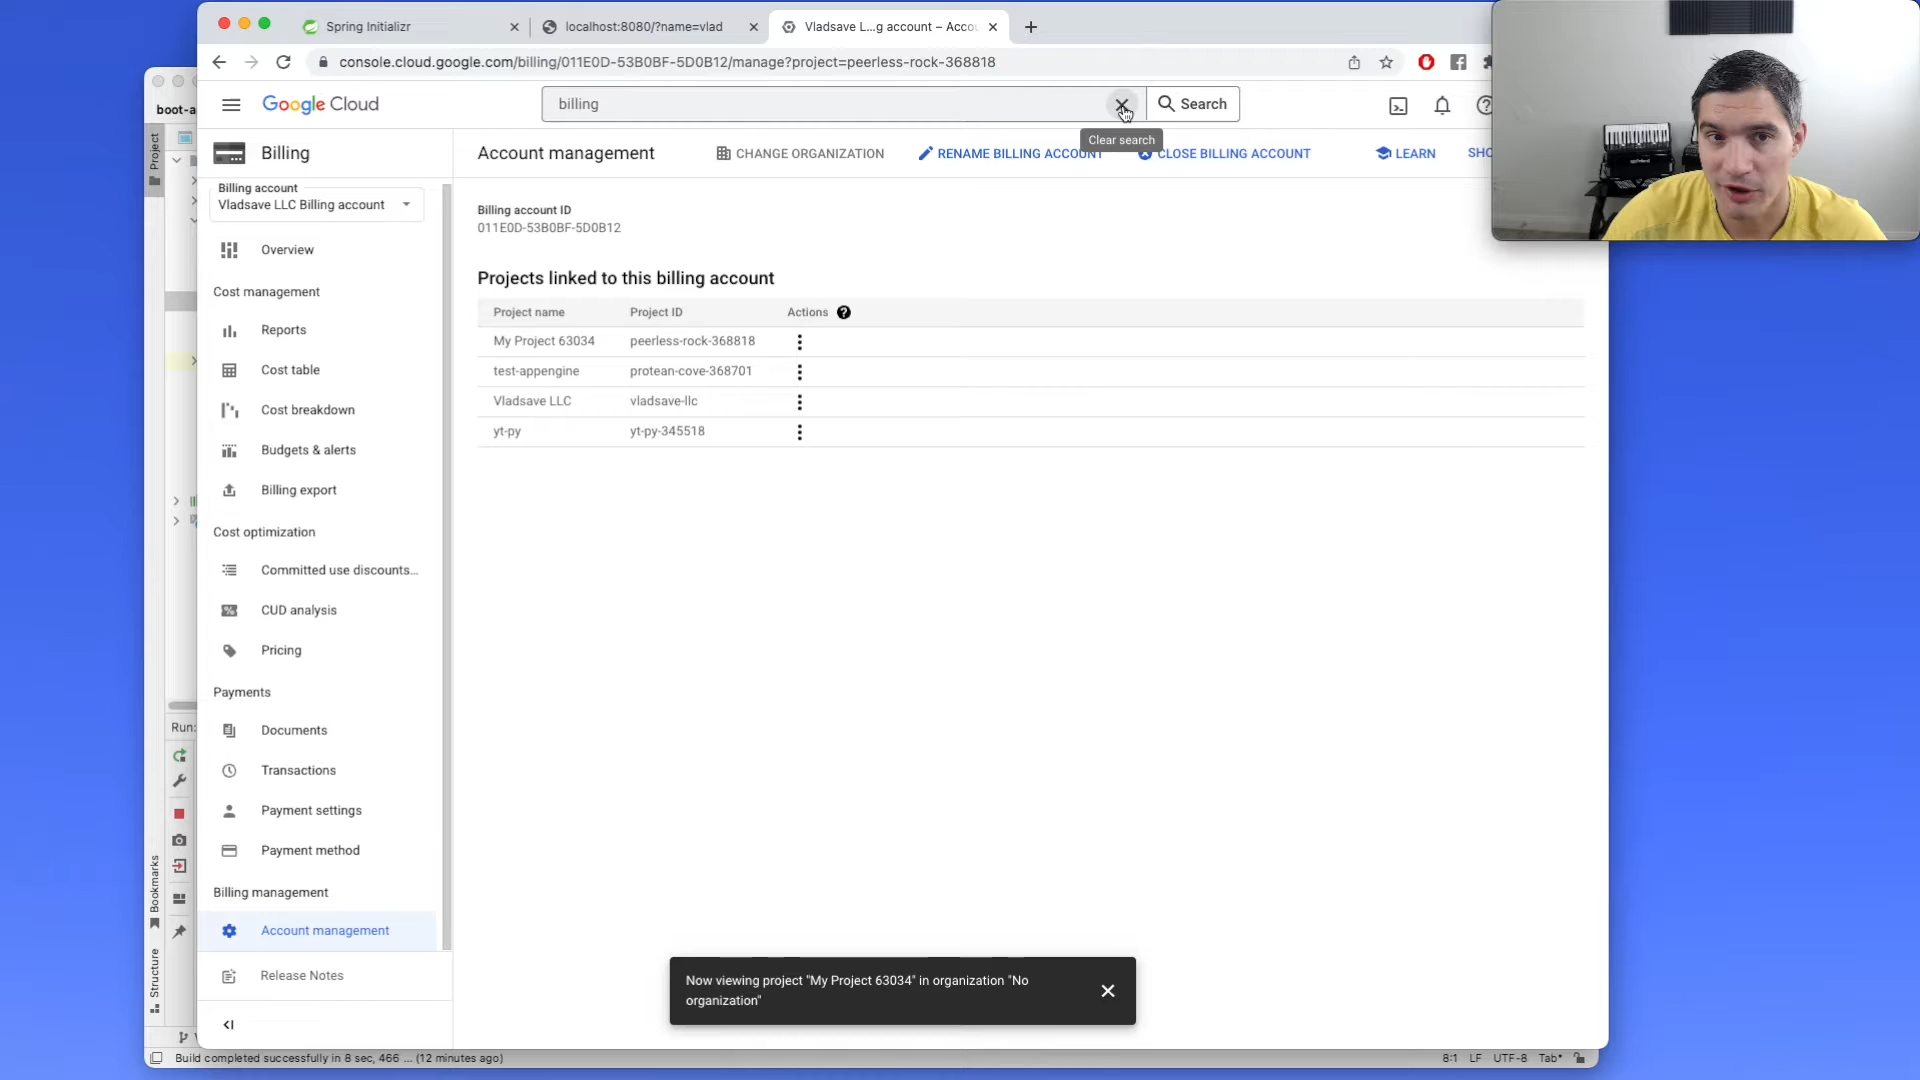 Spring Initializr
localhost:8080/?name=vlad
Vladsave L...g account – Accou
console.cloud.google.com/billing/011E0D-53B0BF-5D0B12/manage?project=peerless-rock-368818
Google Cloud
billing
Search
Clear search
boot-a
Project
Billing
Account management
CHANGE ORGANIZATION
RENAME BILLING ACCOUNT
CLOSE BILLING ACCOUNT
LEARN
Billing account
Vladsave LLC Billing account
Overview
Cost management
Reports
Cost table
Cost breakdown
Budgets & alerts
Billing export
Cost optimization
Committed use discounts...
CUD analysis
Pricing
Payments
Documents
Transactions
Payment settings
Payment method
Billing management
Account management
Release Notes
Billing account ID
011E0D-53B0BF-5D0B12
Projects linked to this billing account
Project name Project ID Actions
My Project 63034 peerless-rock-368818
test-appengine protean-cove-368701
Vladsave LLC vladsave-llc
yt-py yt-py-345518
Now viewing project "My Project 63034" in organization "No
organization"
Run:
Bookmarks
Structure
Build completed successfully in 8 sec, 466 ... (12 minutes ago)
8:1 LF UTF-8 Tab*